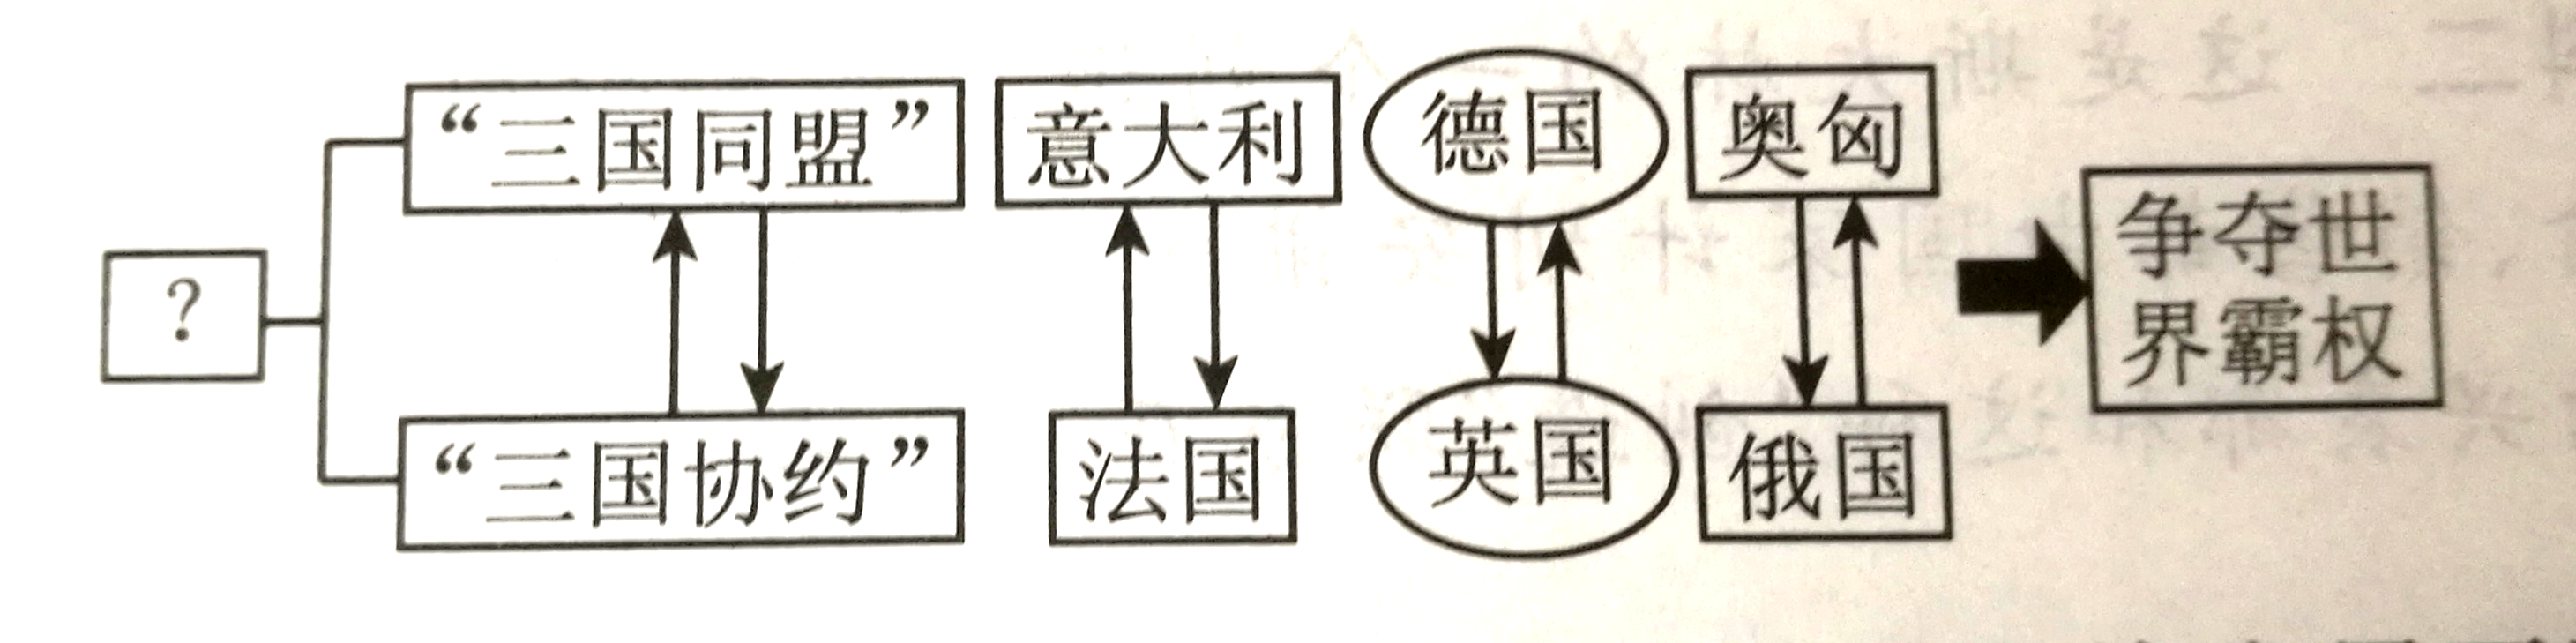 “三国同盟” 意大利 德国 奥匈
?
争夺世
界霸权
“三国协约” 法国 英国 俄国